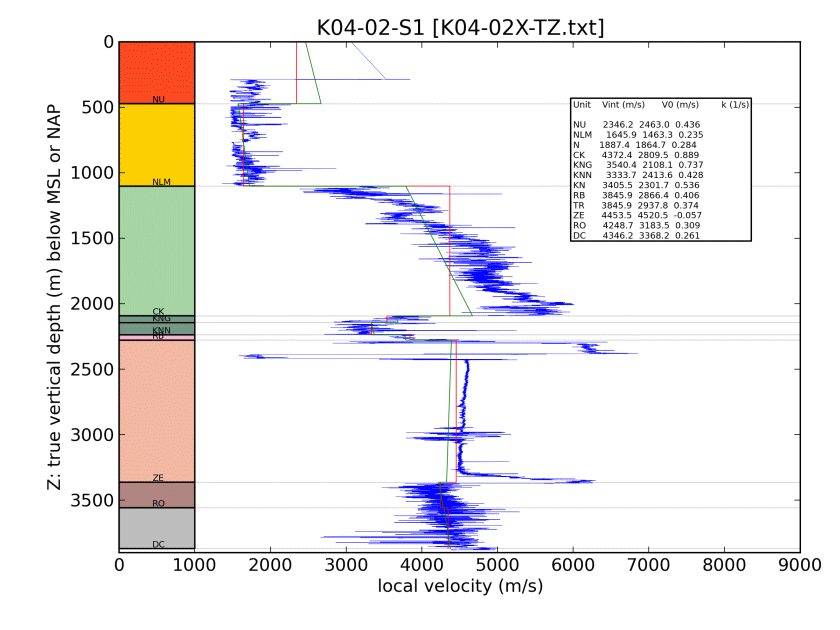 K04-02-S1 [K04-02X-TZ.txt]
0
500
1000
1500
2000
2500
3000
3500
Z: true vertical depth (m) below MSL or NAP
NU
NLM
CK
KNG
KNN
RB
ZE
RO
DC
Unit Vint (m/s) V0 (m/s) k (1/s)
NU 2346.2 2463.0 0.436
NLM 1645.9 1463.3 0.235
N 1887.4 1864.7 0.284
CK 4372.4 2809.5 0.889
KNG 3540.4 2108.1 0.737
KNN 3333.7 2413.6 0.428
KN 3405.5 2301.7 0.536
RB 3845.9 2866.4 0.406
TR 3845.9 2937.8 0.374
ZE 4453.5 4520.5 -0.057
RO 4248.7 3183.5 0.309
DC 4346.2 3368.2 0.261
0 1000 2000 3000 4000 5000 6000 7000 8000 9000
local velocity (m/s)